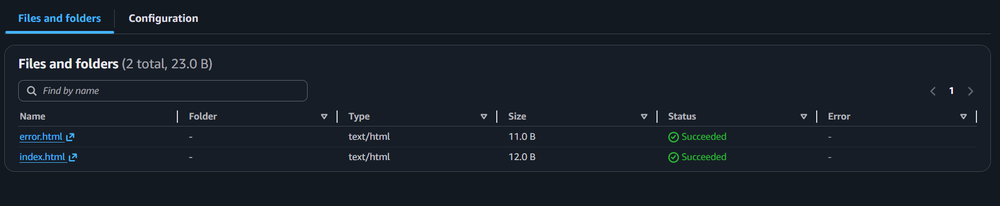 Files and folders Configuration
Files and folders (2 total, 23.0 B)
Find by name 1
Name Folder Type Size Status Error
error.html - text/html 11.0 B Succeeded -
index.html - text/html 12.0 B Succeeded -